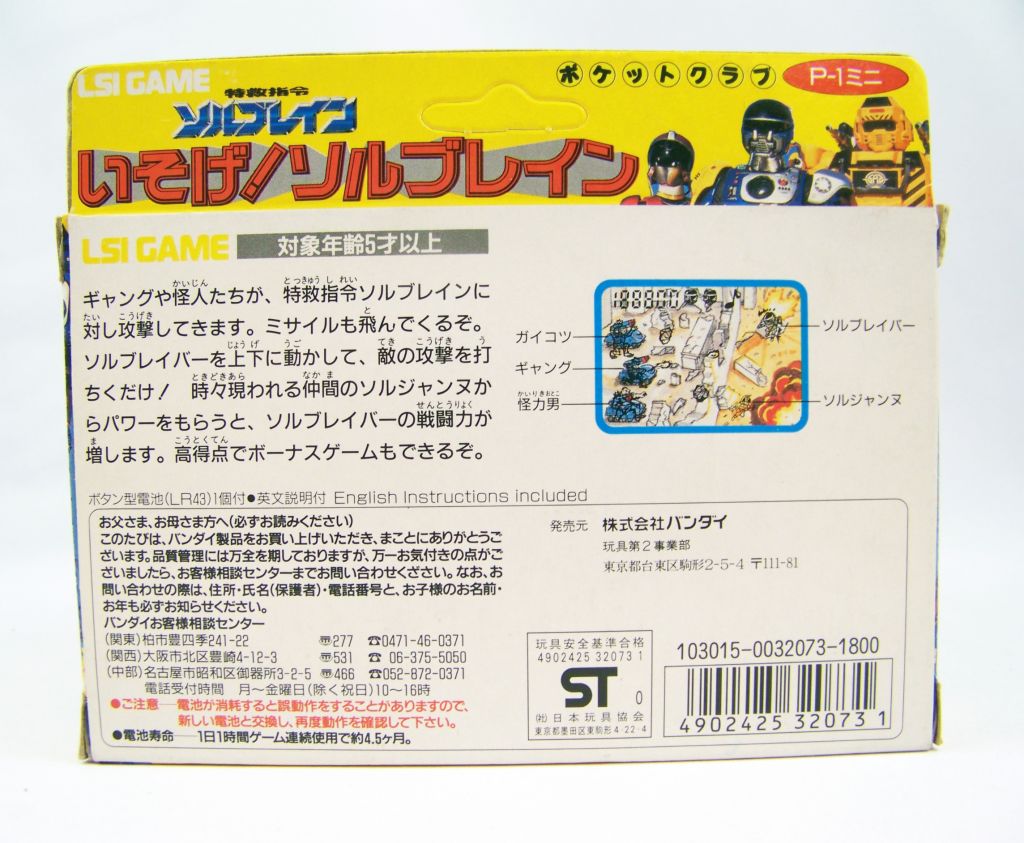 LSI GAME
ポケットクラブ
P-1ミニ
特救指令
ソルブレイン
いそげ!ソルブレイン
LSI GAME 対象年齢5才以上
ギャングや怪人たちが、特救指令ソルブレインに
対し攻撃してきます。ミサイルも飛んでくるぞ。
ソルブレイバーを上下に動かして、敵の攻撃を打
ちくだけ! 時々現われる仲間のソルジャンヌか
らパワーをもらうと、ソルブレイバーの戦闘力が
増します。高得点でボーナスゲームもできるぞ。
188800
ガイコツ
ギャング
怪力男
ソルブレイバー
ソルジャンヌ
ボタン型電池(LR43)1個付●英文説明付 English Instructions included
お父さま、お母さま方へ(必ずお読みください)
このたびは、バンダイ製品をお買い上げいただき、まことにありがとうご
ざいます。品質管理には万全を期しておりますが、万一お気付きの点がご
ざいましたら、お客様相談センターまでお問い合わせください。なお、お
問い合わせの際は、住所・氏名(保護者)・電話番号と、お子様のお名前・
お年も必ずお知らせください。
バンダイお客様相談センター
(関東)柏市豊四季241-22 〠277 ☎0471-46-0371
(関西)大阪市北区豊崎4-12-3 〠531 ☎ 06-375-5050
(中部)名古屋市昭和区御器所3-2-5 〠466 ☎052-872-0371
電話受付時間 月~金曜日(除く祝日)10~16時
●ご注意─電池が消耗すると誤動作をすることがありますので、
新しい電池と交換し、再度動作を確認して下さい。
●電池寿命─1日1時間ゲーム連続使用で約4.5ヶ月。
発売元 株式会社バンダイ
玩具第2事業部
東京都台東区駒形2-5-4 〒111-81
玩具安全基準合格
4902425 32073 1
ST 0
(社)日本玩具協会
東京都墨田区東駒形4-22-4
103015-0032073-1800
4902425 320731